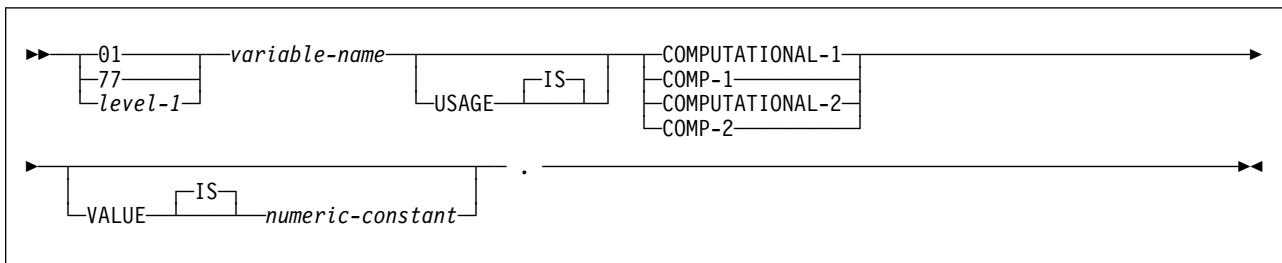 01 variable-name COMPUTATIONAL-1
77 IS COMP-1
level-1 USAGE COMPUTATIONAL-2
COMP-2
.
IS
VALUE numeric-constant